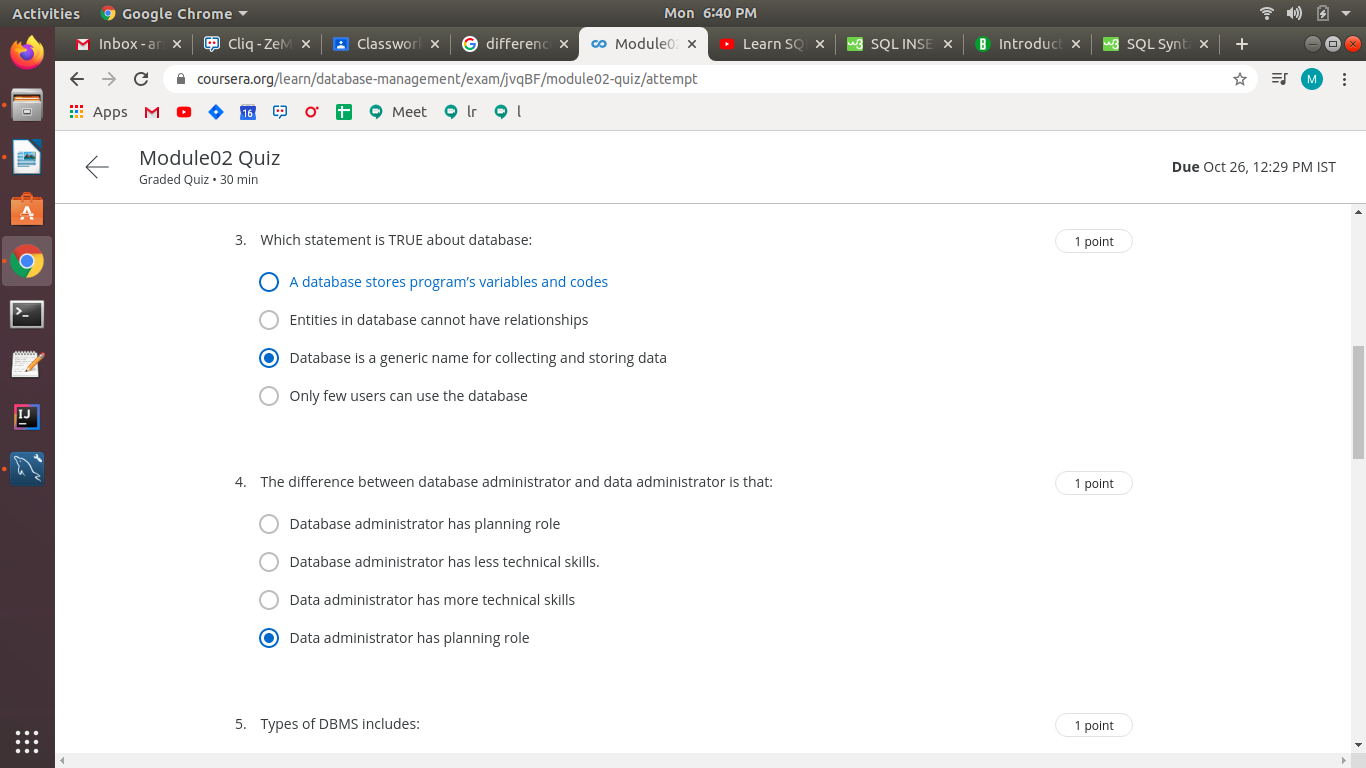 Activities Google Chrome Mon 6:40 PM
Inbox - ar Cliq - ZeM Classwor differenc Module0 Learn SQ SQL INSE Introduct SQL Synt
coursera.org/learn/database-management/exam/jvqBF/module02-quiz/attempt M
Apps 16 Meet lr l
Module02 Quiz
Graded Quiz • 30 min
Due Oct 26, 12:29 PM IST
3. Which statement is TRUE about database: 1 point
A database stores program's variables and codes
Entities in database cannot have relationships
Database is a generic name for collecting and storing data
Only few users can use the database
4. The difference between database administrator and data administrator is that: 1 point
Database administrator has planning role
Database administrator has less technical skills.
Data administrator has more technical skills
Data administrator has planning role
5. Types of DBMS includes: 1 point